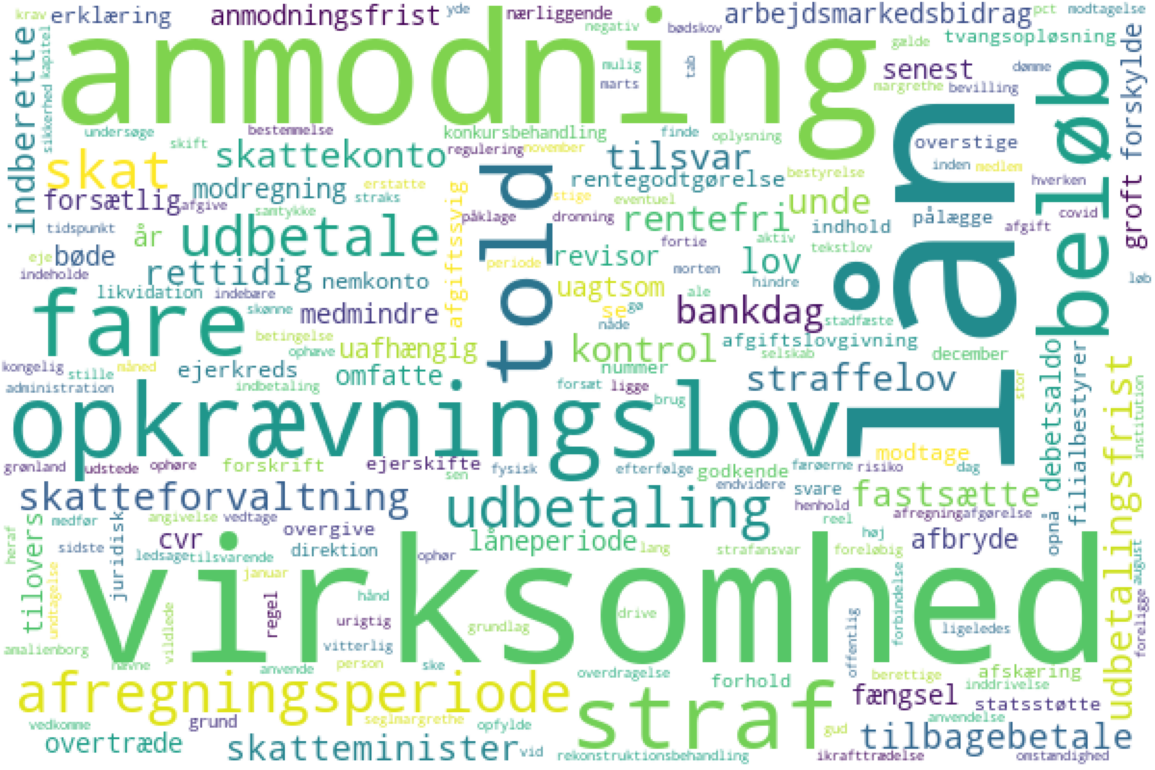 krav
erklæring
anmodningsfrist
yde
nærliggende
negativ
bødskov
arbejdsmarkedsbidrag
pct
modtagelse
indberette
kapitel
sikkerhed
anmodning
mulig
marts
tab
gælde
tvangsopløsning
senest
dømme
margrethe
bevilling
forskylde
groft
beløb
lån
undersøge
skift
bestemmelse
konkursbehandling
finde
oplysning
regulering
november
skat
skattekonto
told
tilsvar
overstige
forsætlig
afgive
modregning
erstatte
straks
rentegodtgørelse
bestyrelse
inden
medlem
hverken
samtykke
afgiftssvig
påklage
stige
dronning
eventuel
rentefri
unde
pålægge
covid
afgift
tidspunkt
år
udbetale
fortie
aktiv
indhold
tekstlov
eje
bøde
indeholde
rettidig
nemkonto
periode
revisor
morten
lov
løb
likvidation
indebære
uagtsom
ale
hindre
fare
skønne
medmindre
se
gø
nåde
bankdag
stadfæste
betingelse
ophæve
uafhængig
kontrol
afgiftslovgivning
selskab
december
kongelig
stille
måned
ejerkreds
omfatte
nummer
administration
indbetaling
forsæt
ligge
brug
straffelov
stor
debetsaldo
filialbestyrer
udbetalingsfrist
institution
opkrævningslov
modtage
grønland
udstede
ophøre
forskrift
ejerskifte
fysisk
sen
efterfølge
godkende
færøerne
risiko
dag
endvidere
skatteforvaltning
udbetaling
svare
henhold
fastsætte
heraf
tilovers
medfør
juridisk
angivelse
vedtage
overgive
reel
afregningafgørelse
opnå
sidste
cvr
direktion
låneperiode
lang
høj
afbryde
ledsage
tilsvarende
ophør
strafansvar
foreløbig
august
foreligge
virksomhed
undtagelse
januar
hånd
regel
urigtig
drive
grundlag
forbindelse
offentlig
ligeledes
amalienborg
vildlede
vitterlig
nævne
anvende
person
ske
overdragelse
forhold
berettige
afskæring
inddrivelse
afregningsperiode
straf
fængsel
statsstøtte
vedkomme
grund
seglmargrethe
opfylde
gud
anvendelse
overtræde
skatteminister
vid
rekonstruktionsbehandling
tilbagebetale
ikrafttrædelse
omstændighed